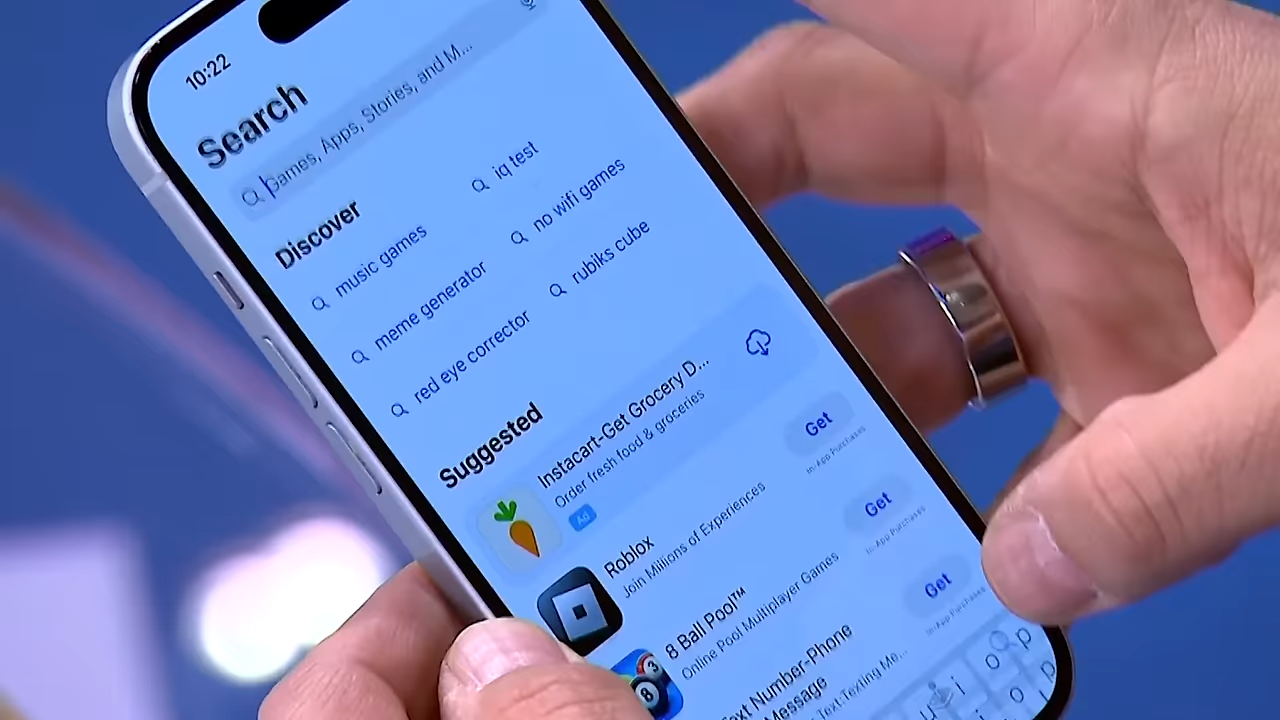 10:22
Search
Games, Apps, Stories, and M...
Discover
music games
iq test
meme generator
no wifi games
red eye corrector
rubiks cube
Suggested
Instacart-Get Grocery D...
Order fresh food & groceries
Ad
Roblox
Join Millions of Experiences
Get
In-App Purchases
8 Ball Pool™
Online Pool Multiplayer Games
Get
In-App Purchases
Text Number-Phone
Message
Text Texting Me...
Get
In-App Purchases
u i o p